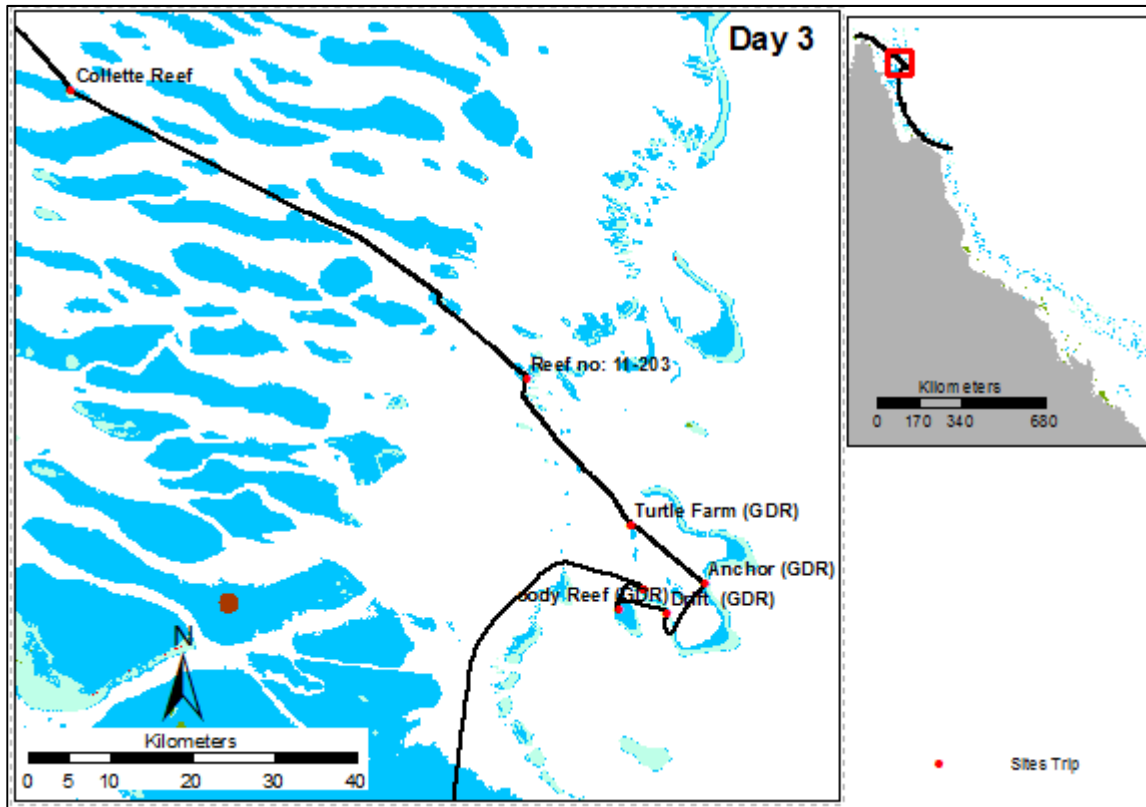 Day 3
Collette Reef
Reef no: 11-203
Turtle Farm (GDR)
Anchor (GDR)
ody Reef (GDR)
Drift (GDR)
N
Kilometers
0 5 10 20 30 40
Kilometers
0 170 340 680
Sites Trip